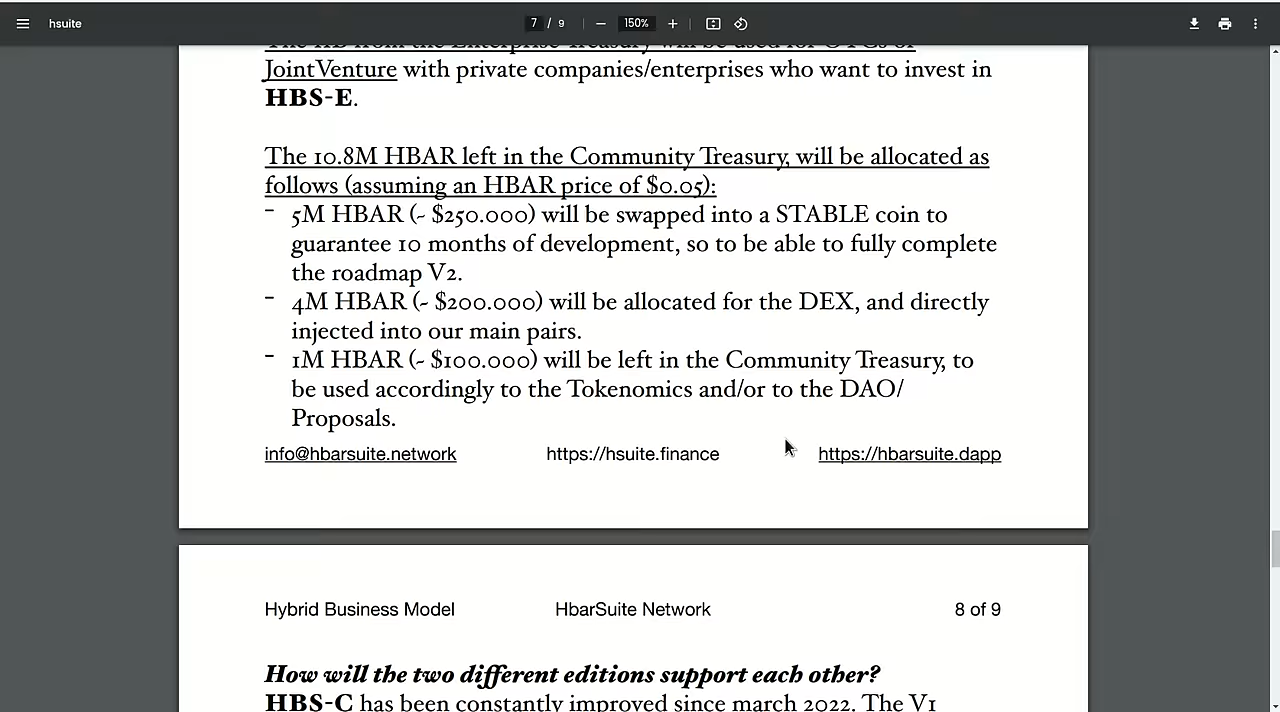 hsuite
7 / 9
150%
JointVenture with private companies/enterprises who want to invest in
HBS-E.
The 10.8M HBAR left in the Community Treasury, will be allocated as
follows (assuming an HBAR price of $0.05):
- 5M HBAR (~ $250.000) will be swapped into a STABLE coin to
guarantee 10 months of development, so to be able to fully complete
the roadmap V2.
- 4M HBAR (~ $200.000) will be allocated for the DEX, and directly
injected into our main pairs.
- 1M HBAR (~ $100.000) will be left in the Community Treasury, to
be used accordingly to the Tokenomics and/or to the DAO/
Proposals.
info@hbarsuite.network https://hsuite.finance https://hbarsuite.dapp
Hybrid Business Model HbarSuite Network 8 of 9
How will the two different editions support each other?
HBS-C has been constantly improved since march 2022. The V1